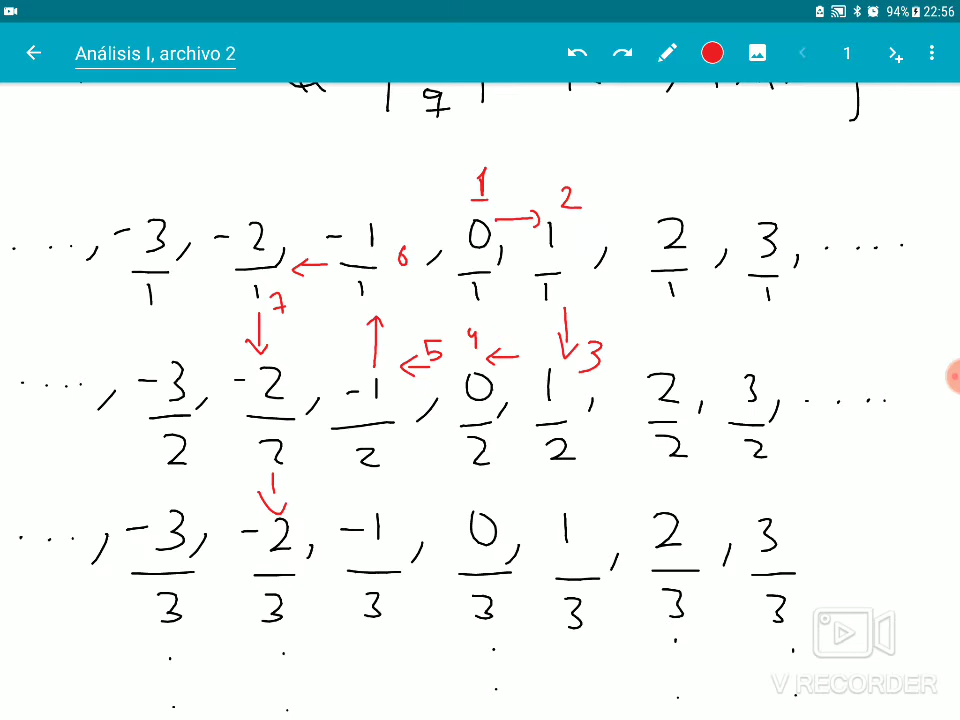 94% 22:56
Análisis I, archivo 2
1
q
1 2
...., -3/1, -2/1, -1/1, 0/1, 1/1, 2/1, 3/1, ....
6
7 4 5 3
...., -3/2, -2/2, -1/2, 0/2, 1/2, 2/2, 3/2, ....
..., -3/3, -2/3, -1/3, 0/3, 1/3, 2/3, 3/3
V RECORDER